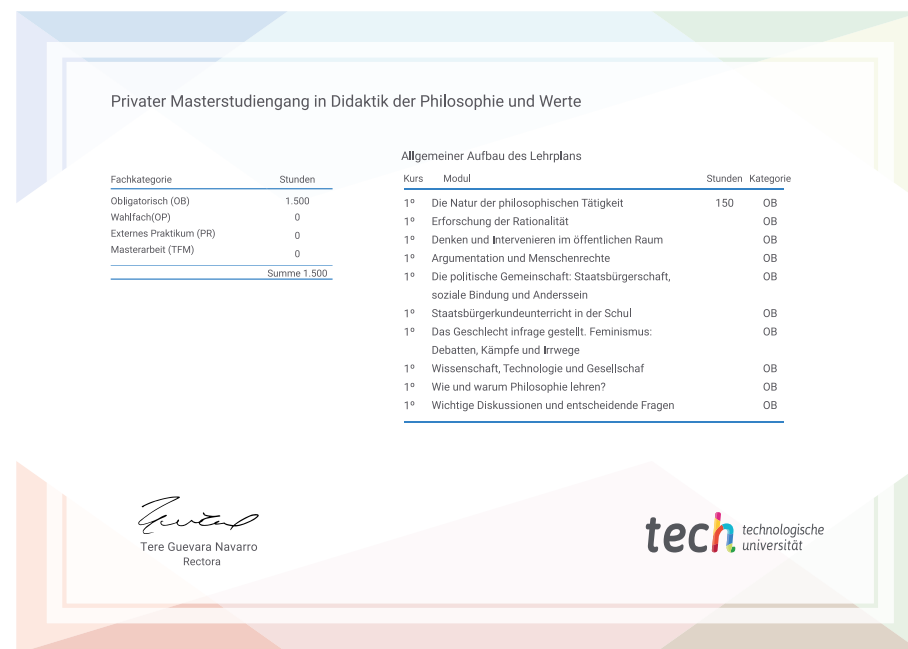 Privater Masterstudiengang in Didaktik der Philosophie und Werte
Fachkategorie Stunden
Obligatorisch (OB) 1.500
Wahlfach(OP) 0
Externes Praktikum (PR) 0
Masterarbeit (TFM) 0
Summe 1.500
Allgemeiner Aufbau des Lehrplans
Kurs Modul Stunden Kategorie
1º Die Natur der philosophischen Tätigkeit 150 OB
1º Erforschung der Rationalität OB
1º Denken und Intervenieren im öffentlichen Raum OB
1º Argumentation und Menschenrechte OB
1º Die politische Gemeinschaft: Staatsbürgerschaft, OB
soziale Bindung und Anderssein
1º Staatsbürgerkundeunterricht in der Schul OB
1º Das Geschlecht infrage gestellt. Feminismus: OB
Debatten, Kämpfe und Irrwege
1º Wissenschaft, Technologie und Gesellschaf OB
1º Wie und warum Philosophie lehren? OB
1º Wichtige Diskussionen und entscheidende Fragen OB
Tere Guevara Navarro
Rectora
tech technologische
universität